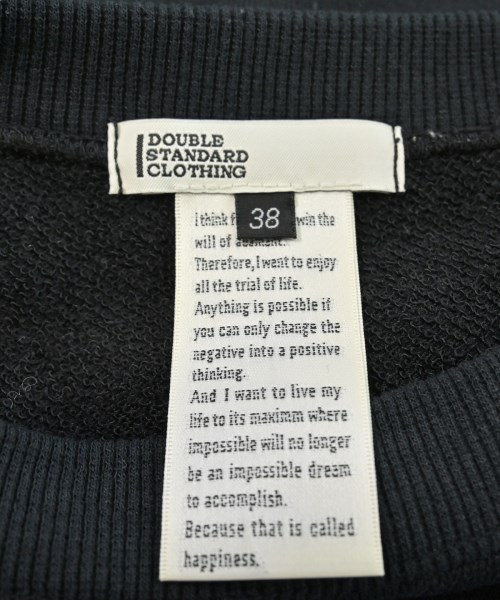 DOUBLE
STANDARD
CLOTHING
38
I think win the
will of adamant.
Therefore, I went to enjoy
all the trial of life.
Anything is possible if
you can only change the
negative into a positive
thinking.
And I want to live my
life to its maximm where
impossible will no longer
be an impossible dream
to accomplish.
Because that is called
happiness.